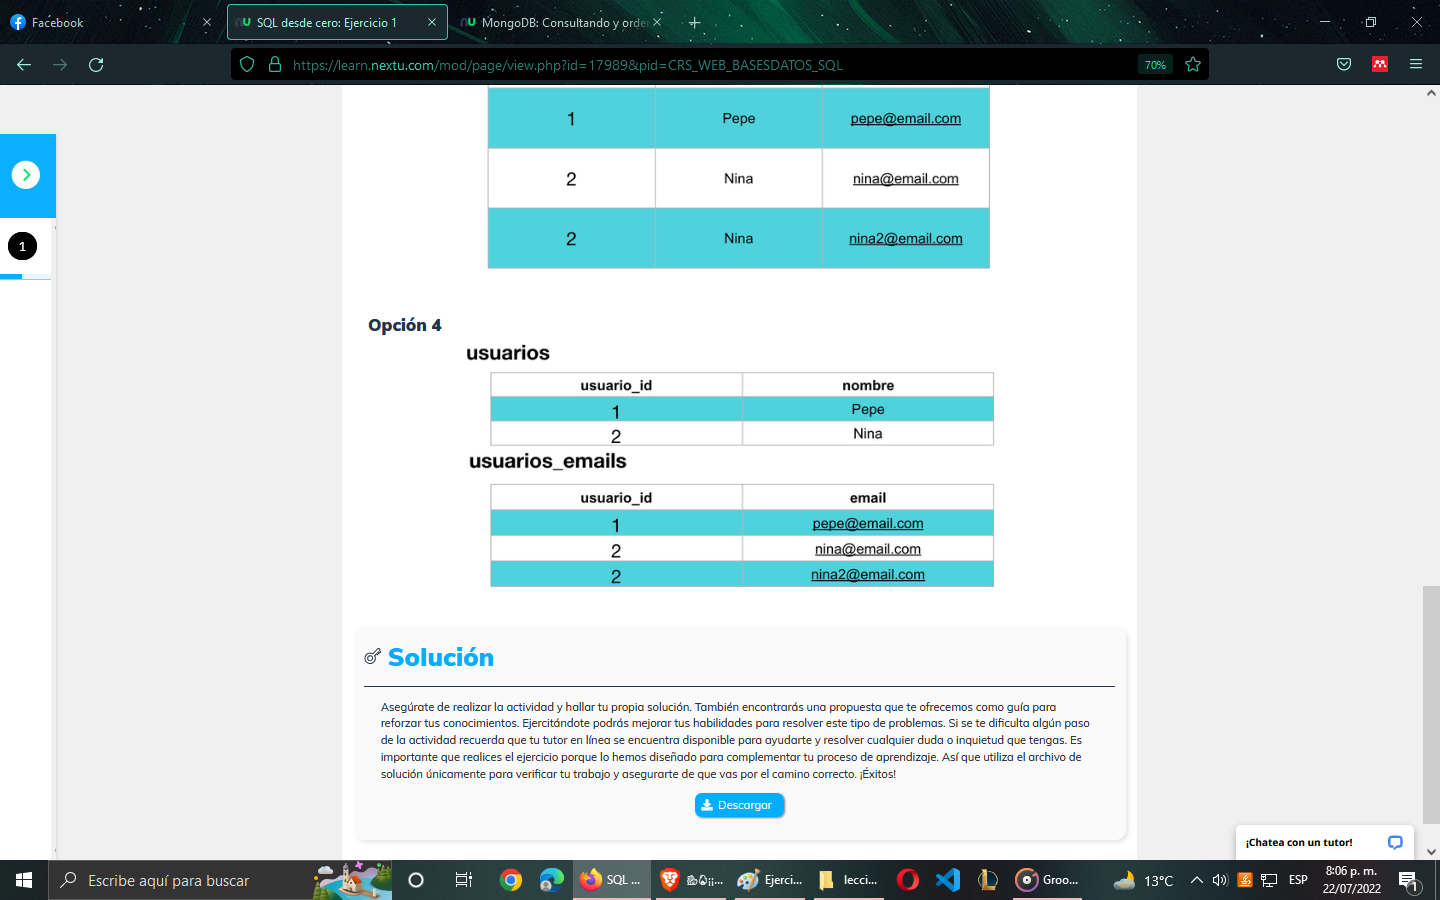 Facebook
SQL desde cero: Ejercicio 1
MongoDB: Consultando y orde
https://learn.nextu.com/mod/page/view.php?id=17989&pid=CRS_WEB_BASESDATOS_SQL
70%
1
1 Pepe pepe@email.com
2 Nina nina@email.com
2 Nina nina2@email.com
Opción 4
usuarios
usuario_id nombre
1 Pepe
2 Nina
usuarios_emails
usuario_id email
1 pepe@email.com
2 nina@email.com
2 nina2@email.com
Solución
Asegúrate de realizar la actividad y hallar tu propia solución. También encontrarás una propuesta que te ofrecemos como guía para
reforzar tus conocimientos. Ejercitándote podrás mejorar tus habilidades para resolver este tipo de problemas. Si se te dificulta algún paso
de la actividad recuerda que tu tutor en línea se encuentra disponible para ayudarte y resolver cualquier duda o inquietud que tengas. Es
importante que realices el ejercicio porque lo hemos diseñado para complementar tu proceso de aprendizaje. Así que utiliza el archivo de
solución únicamente para verificar tu trabajo y asegurarte de que vas por el camino correcto. ¡Éxitos!
Descargar
¡Chatea con un tutor!
Escribe aquí para buscar
SQL ...
Ejerci...
lecci...
Groo...
13°C
ESP
8:06 p. m.
22/07/2022
1